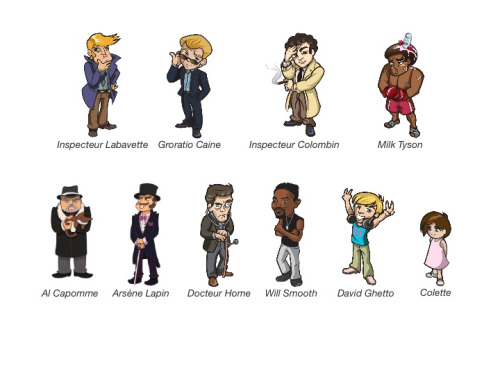 Inspecteur Labavette Groratio Caine Inspecteur Colombin Milk Tyson
Al Capomme Arsène Lapin Docteur Home Will Smooth David Ghetto Colette